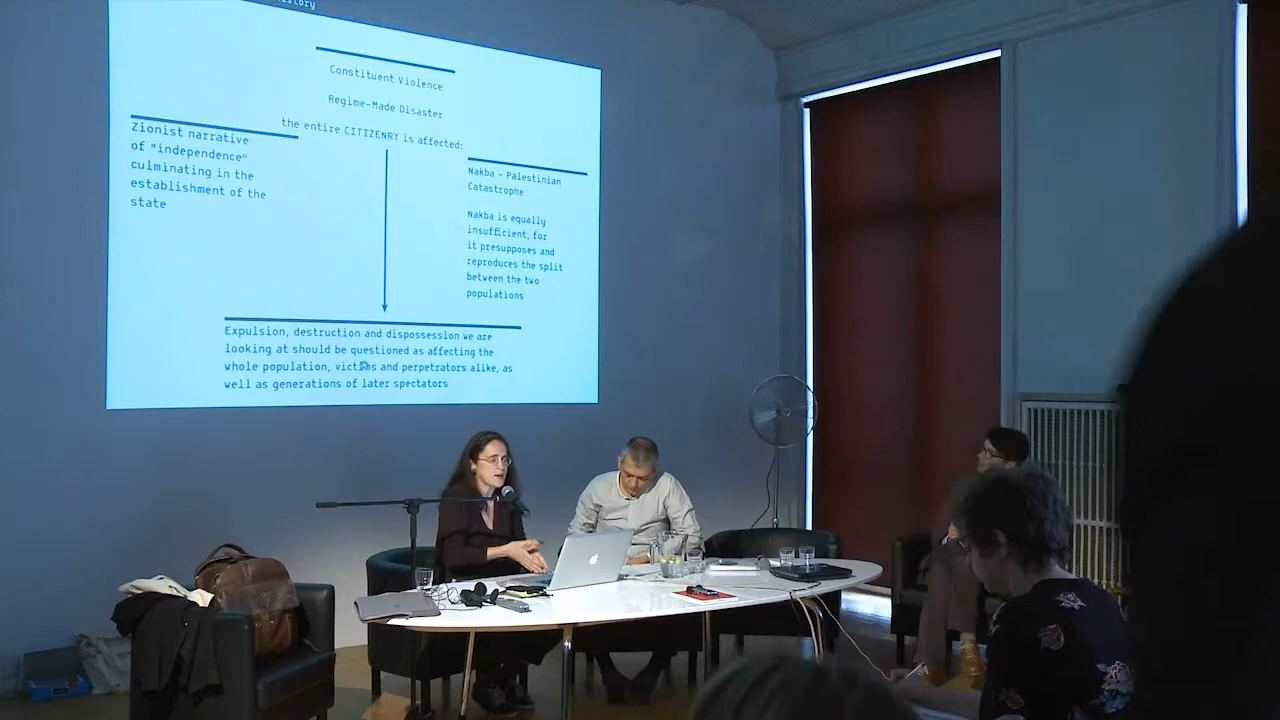 Constituent Violence
Regime-Made Disaster
the entire CITIZENRY is affected:
Zionist narrative
of "independence"
culminating in the
establishment of the
state
Nakba - Palestinian
Catastrophe
Nakba is equally
insufficient, for
it presupposes and
reproduces the split
between the two
populations
Expulsion, destruction and dispossession we are
looking at should be questioned as affecting the
whole population, victims and perpetrators alike, as
well as generations of later spectators